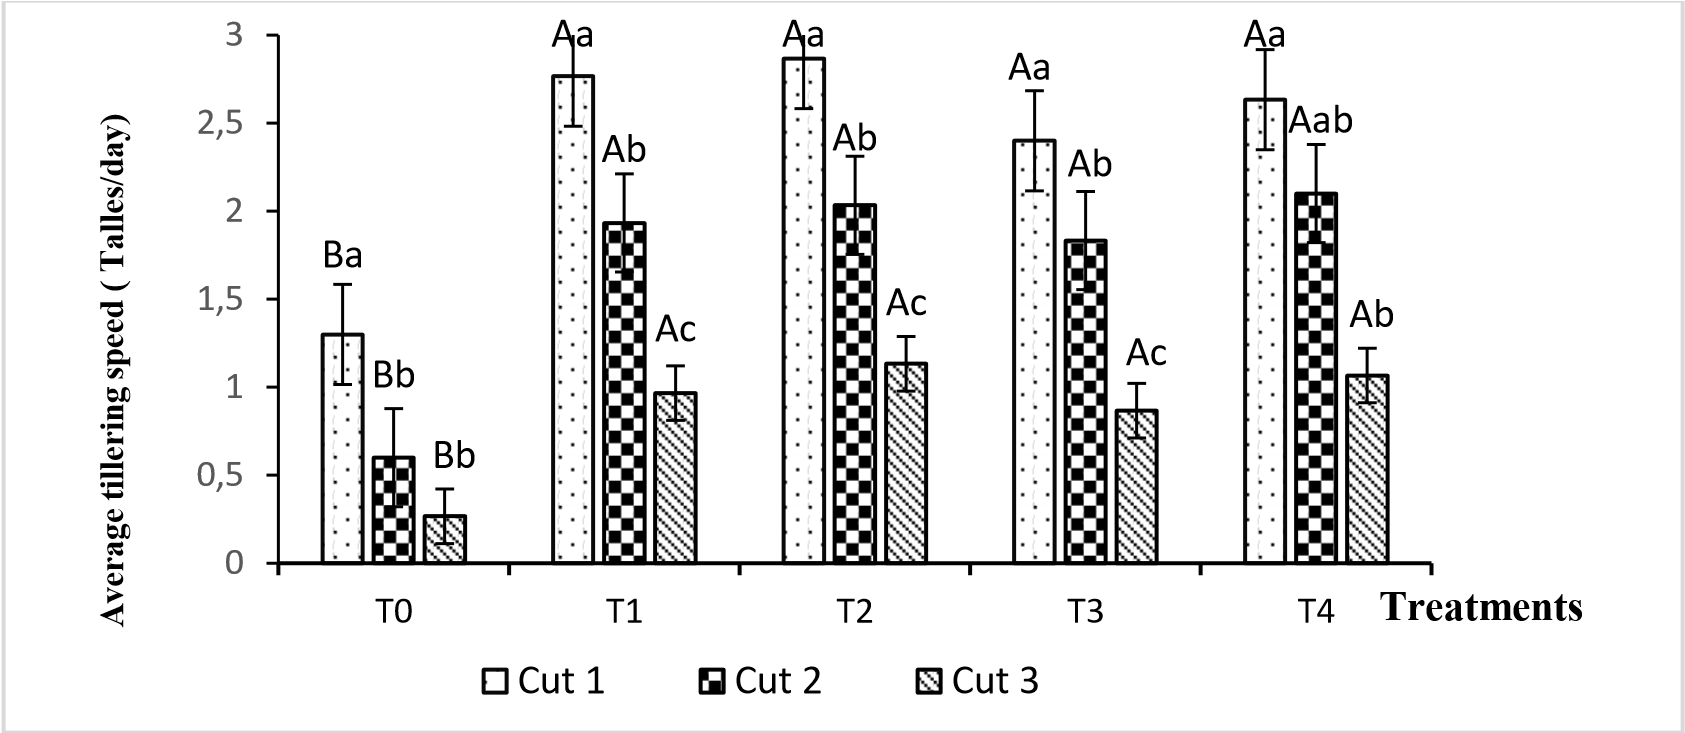 Average tillering speed ( Talles/day)
3
2,5
2
1,5
1
0,5
0
Ba
Bb
Bb
Aa
Ab
Ac
Aa
Ab
Ac
Aa
Ab
Ac
Aa
Aab
Ab
T0 T1 T2 T3 T4 Treatments
Cut 1 Cut 2 Cut 3